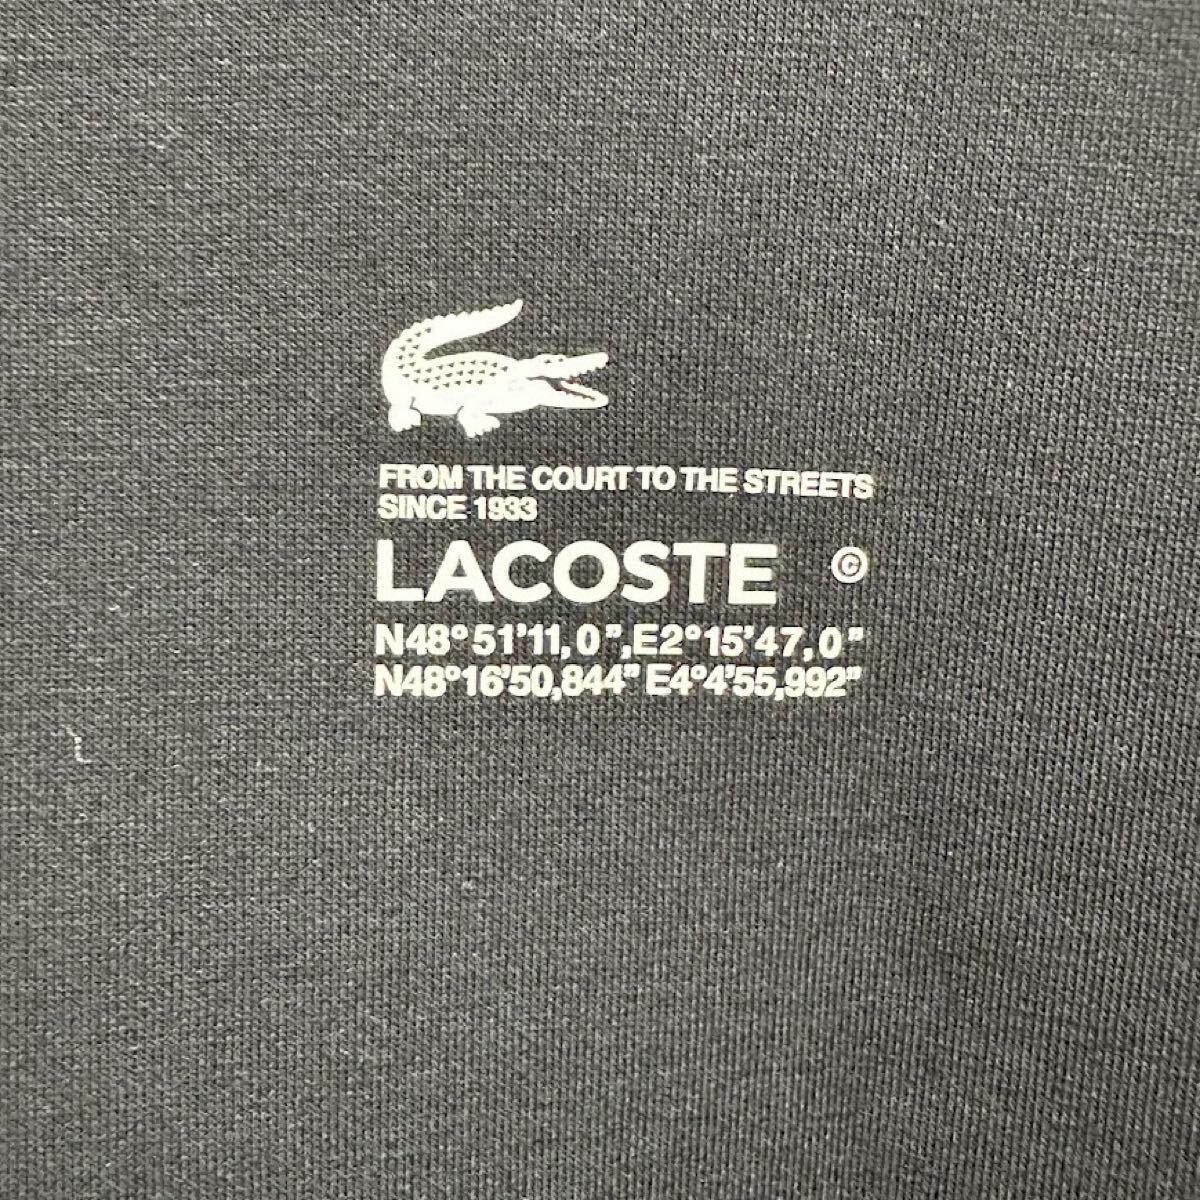 FROM THE COURT TO THE STREETS
SINCE 1933
LACOSTE ©
N48°51'11,0",E2°15'47,0"
N48°16'50,844" E4°4'55,992"